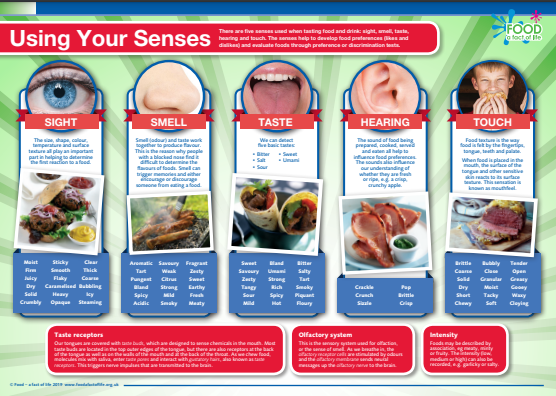 Using Your Senses
There are five senses used when tasting food and drink: sight, smell, taste,
hearing and touch. The senses help to develop food preferences (likes and
dislikes) and evaluate foods through preference or discrimination tests.
FOOD
a fact of life
SIGHT
The size, shape, colour,
temperature and surface
texture all play an important
part in helping to determine
the first reaction to a food.
Moist Sticky Clear
Firm Smooth Thick
Juicy Flaky Coarse
Dry Caramelised Bubbling
Solid Heavy Icy
Crumbly Opaque Steaming
SMELL
Smell (odour) and taste work
together to produce flavour.
This is the reason why people
with a blocked nose find it
difficult to determine the
flavours of foods. Smell can
trigger memories and either
encourage or discourage
someone from eating a food.
Aromatic Savoury Fragrant
Tart Weak Zesty
Pungent Citrus Sweet
Bland Strong Earthy
Spicy Mild Fresh
Acidic Smoky Meaty
TASTE
We can detect
five basic tastes:
• Bitter • Sweet
• Salt • Umami
• Sour
Sweet Bland Bitter
Savoury Umami Salty
Zesty Strong Tart
Tangy Rich Smoky
Sour Spicy Piquant
Mild Hot Floury
HEARING
The sound of food being
prepared, cooked, served
and eaten all help to
influence food preferences.
The sounds also influence
our understanding of
whether they are fresh
or ripe, e.g. a crisp,
crunchy apple.
Crackle Pop
Crunch Brittle
Sizzle Crisp
TOUCH
Food texture is the way
food is felt by the fingertips,
tongue, teeth and palate.
When food is placed in the
mouth, the surface of the
tongue and other sensitive
skin reacts to its surface
texture. This sensation is
known as mouthfeel.
Brittle Bubbly Tender
Coarse Close Open
Solid Granular Greasy
Dry Moist Gooey
Short Tacky Waxy
Chewy Soft Cloying
Taste receptors
Our tongues are covered with taste buds, which are designed to sense chemicals in the mouth. Most
taste buds are located in the top outer edges of the tongue, but there are also receptors at the back
of the tongue as well as on the walls of the mouth and at the back of the throat. As we chew food,
molecules mix with saliva, enter taste pores and interact with gustatory hairs, also known as taste
receptors. This triggers nerve impulses that are transmitted to the brain.
Olfactory system
This is the sensory system used for olfaction,
or the sense of smell. As we breathe in, the
olfactory receptor cells are stimulated by odours
and the olfactory membrane sends neural
messages up the olfactory nerve to the brain.
Intensity
Foods may be described by
association, eg meaty, minty
or fruity. The intensity (low,
medium or high) can also be
recorded, e.g. garlicky or salty.
© Food – a fact of life 2019 www.foodafactoflife.org.uk